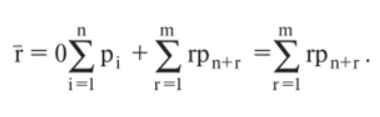 r̄ = 0∑_{i=1}^{n} p_i + ∑_{r=1}^{m} rp_{n+r} = ∑_{r=1}^{m} rp_{n+r} .